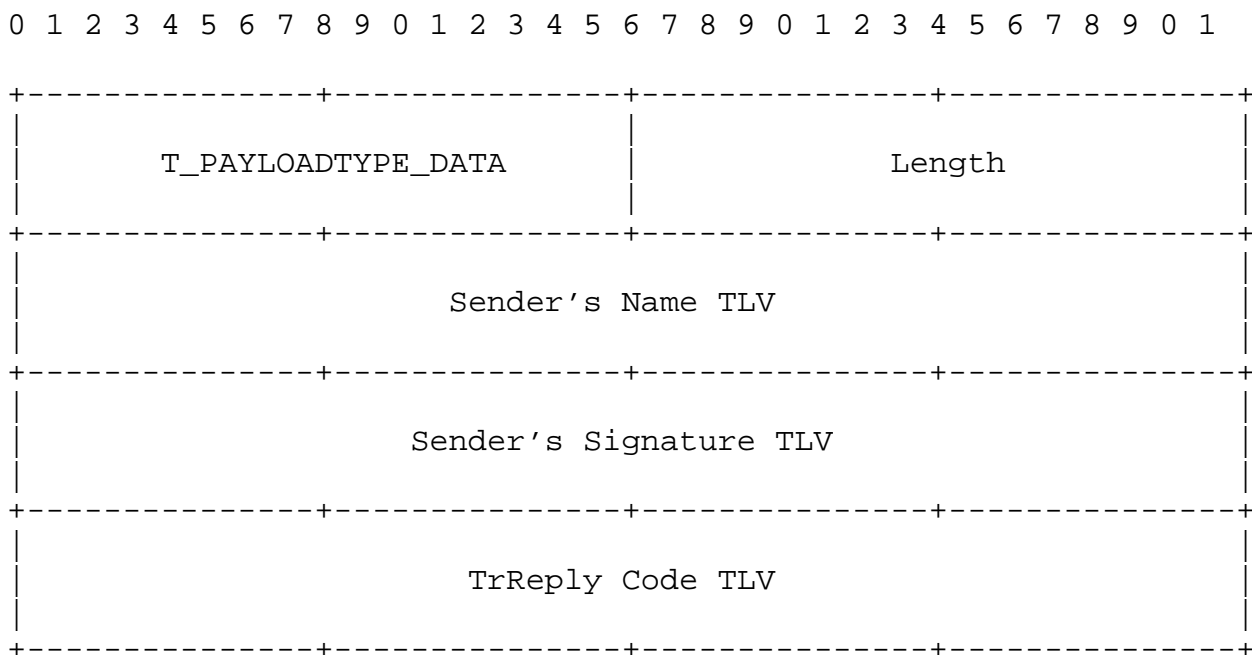 0 1 2 3 4 5 6 7 8 9 0 1 2 3 4 5 6 7 8 9 0 1 2 3 4 5 6 7 8 9 0 1
+---------------+---------------+---------------+---------------+
| T_PAYLOADTYPE_DATA | Length |
+---------------+---------------+---------------+---------------+
| Sender’s Name TLV |
+---------------+---------------+---------------+---------------+
| Sender’s Signature TLV |
+---------------+---------------+---------------+---------------+
| TrReply Code TLV |
+---------------+---------------+---------------+---------------+